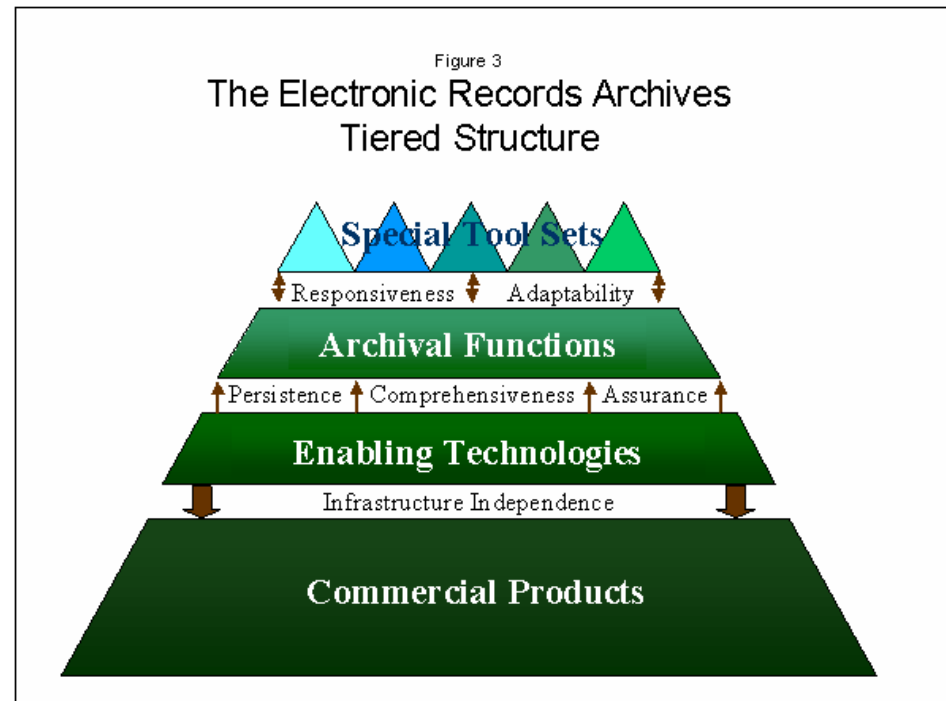 Figure 3
The Electronic Records Archives
Tiered Structure
Special Tool Sets
Responsiveness Adaptability
Archival Functions
Persistence Comprehensiveness Assurance
Enabling Technologies
Infrastructure Independence
Commercial Products